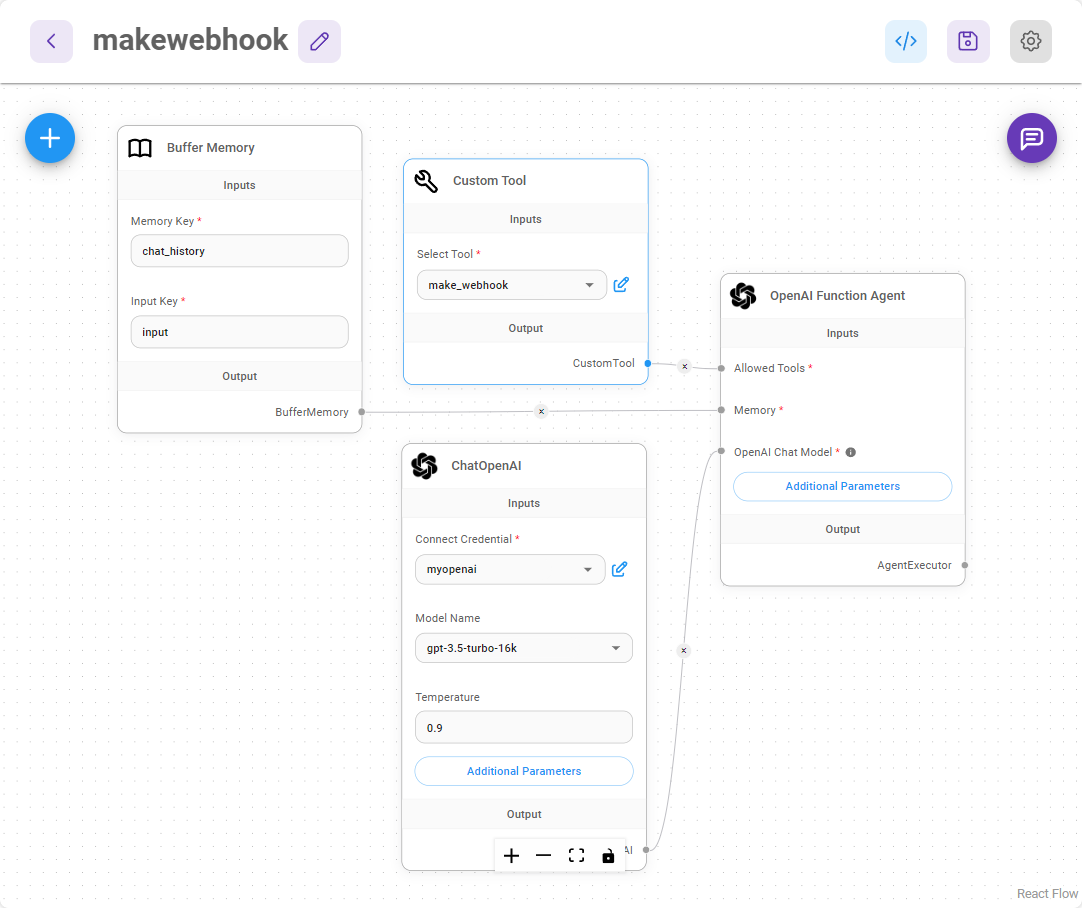 makewebhook
Buffer Memory
Inputs
Memory Key *
chat_history
Input Key *
input
Output
BufferMemory
Custom Tool
Inputs
Select Tool *
make_webhook
Output
CustomTool
ChatOpenAI
Inputs
Connect Credential *
myopenai
Model Name
gpt-3.5-turbo-16k
Temperature
0.9
Additional Parameters
Output
AI
OpenAI Function Agent
Inputs
Allowed Tools *
Memory *
OpenAI Chat Model *
Additional Parameters
Output
AgentExecutor
React Flow